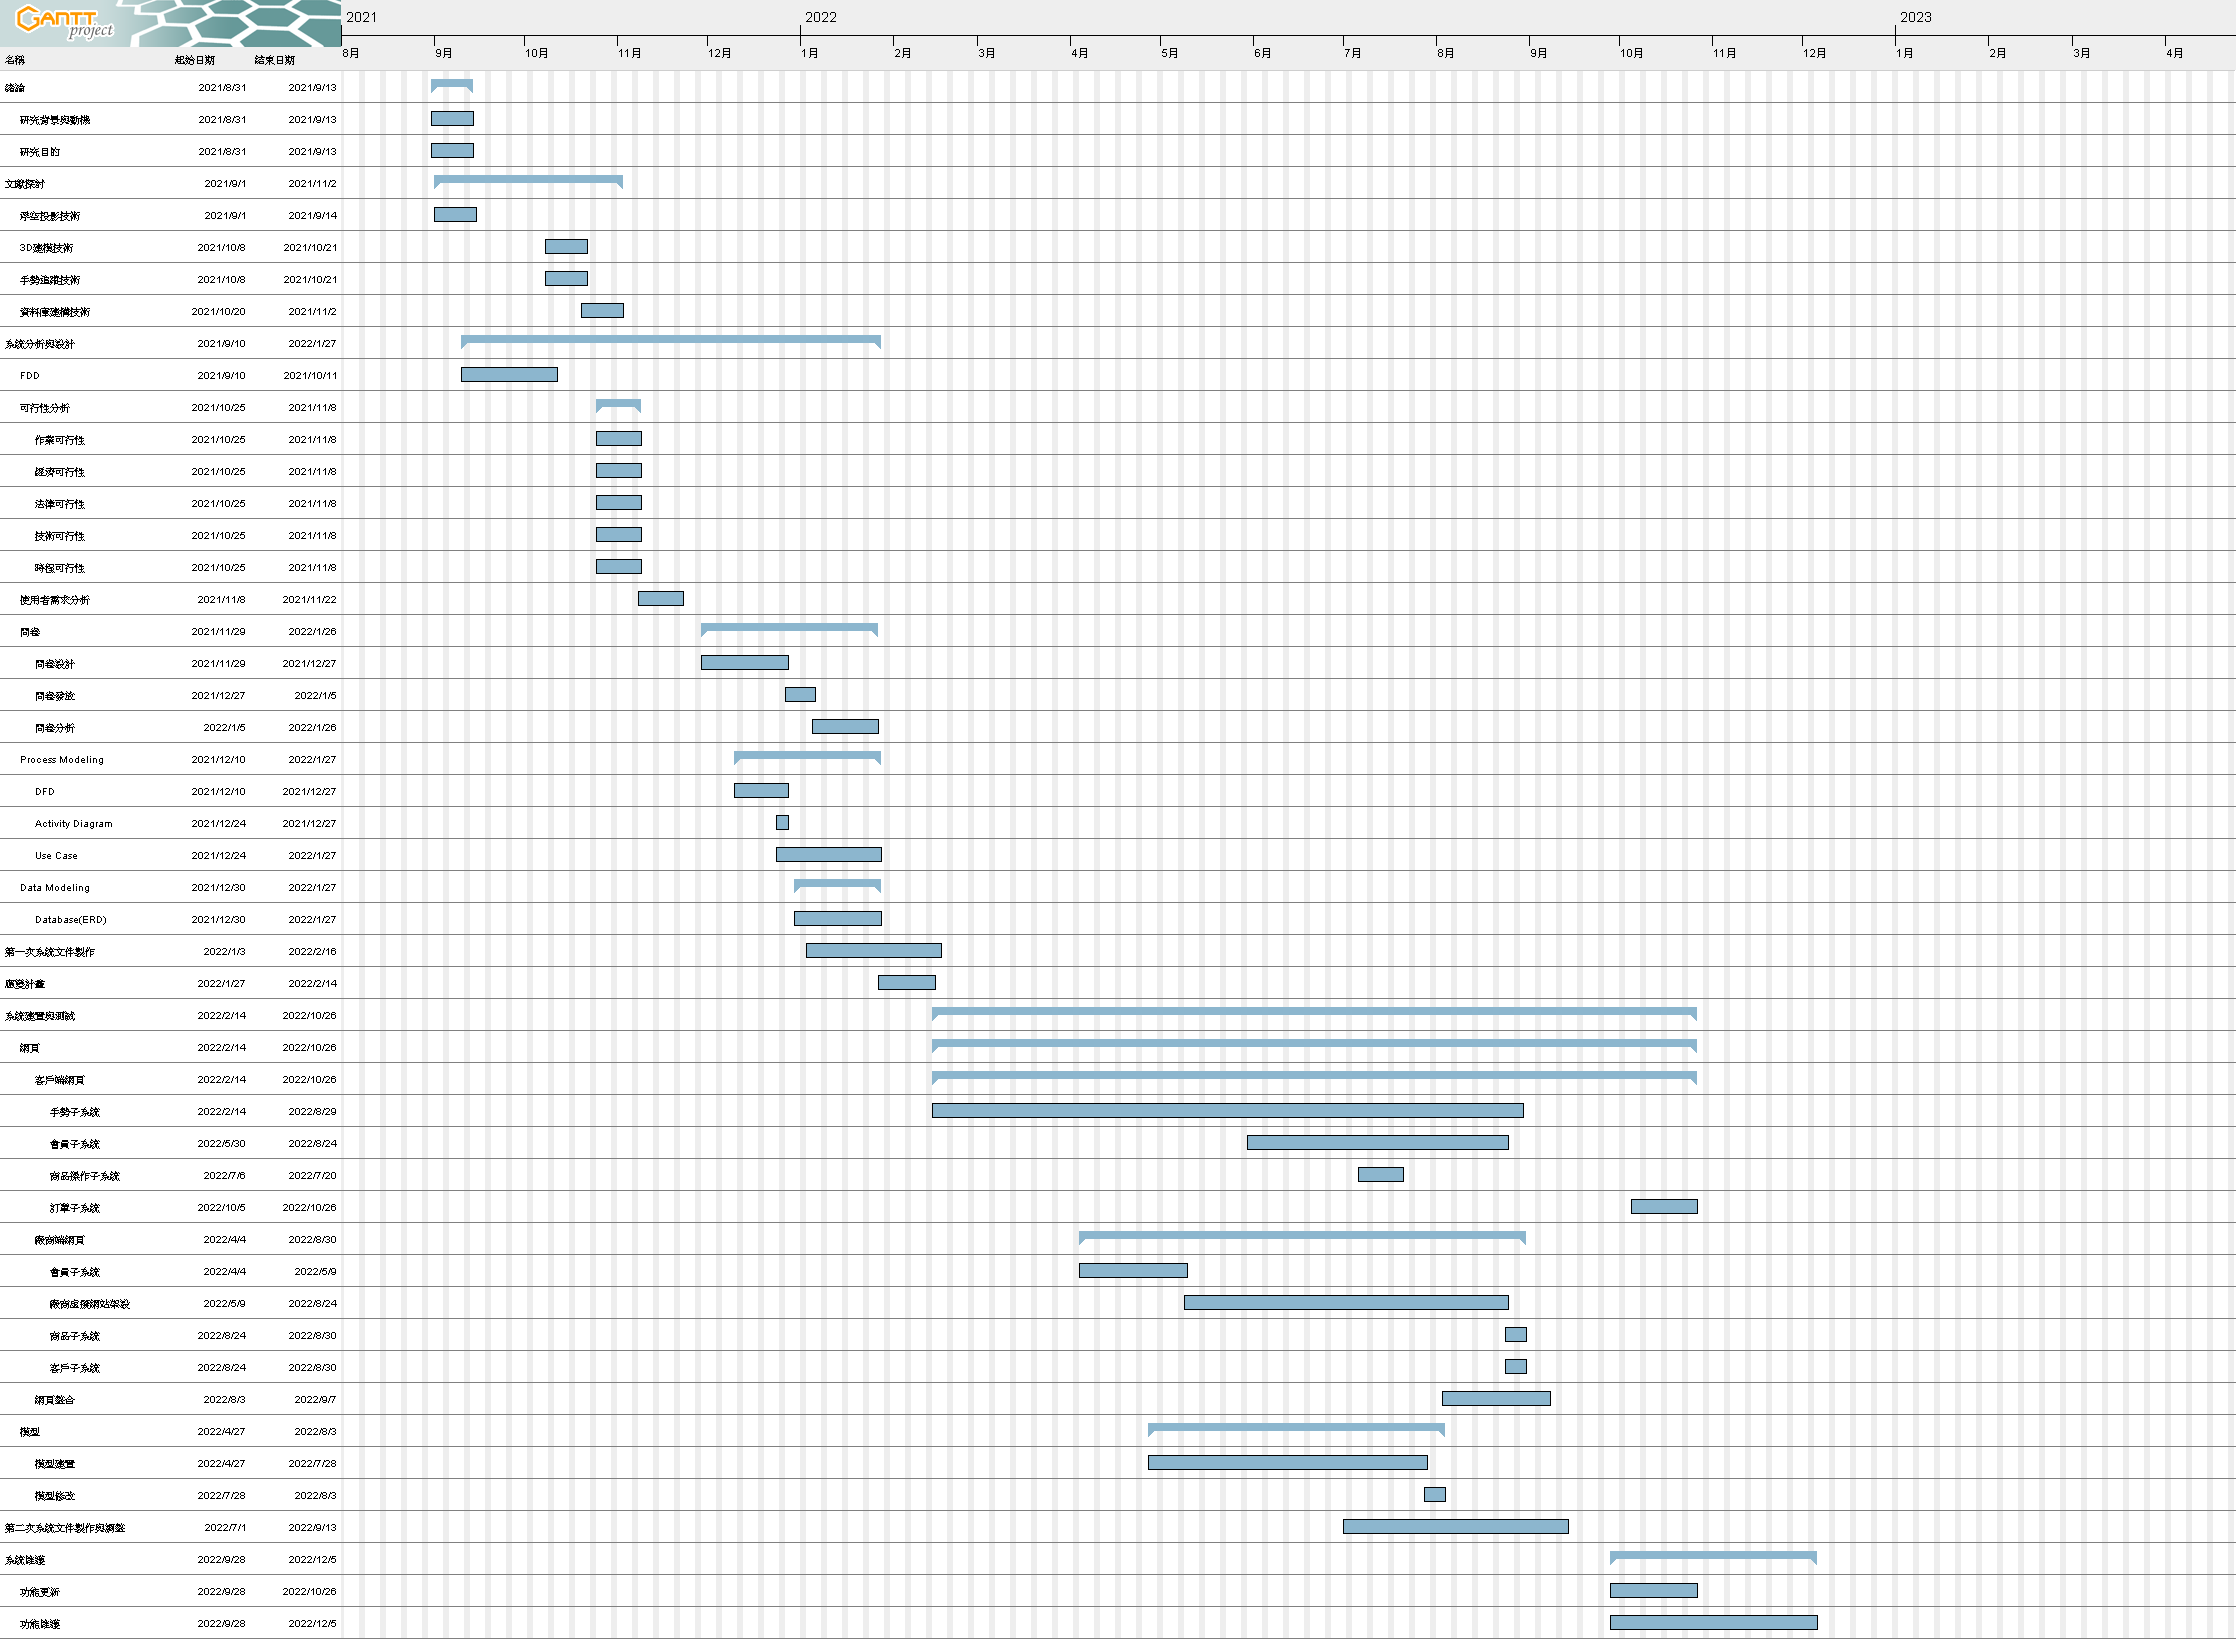 GANTT project
2021 2022 2023
8月 9月 10月 11月 12月 1月 2月 3月 4月 5月 6月 7月 8月 9月 10月 11月 12月 1月 2月 3月 4月
名稱 起始日期 結束日期
緒論 2021/8/31 2021/9/13
研究背景與動機 2021/8/31 2021/9/13
研究目的 2021/8/31 2021/9/13
文獻探討 2021/9/1 2021/11/2
浮空投影技術 2021/9/1 2021/9/14
3D建模技術 2021/10/8 2021/10/21
手勢追蹤技術 2021/10/8 2021/10/21
資料庫建構技術 2021/10/20 2021/11/2
系統分析與設計 2021/9/10 2022/1/27
FDD 2021/9/10 2021/10/11
可行性分析 2021/10/25 2021/11/8
作業可行性 2021/10/25 2021/11/8
經濟可行性 2021/10/25 2021/11/8
法律可行性 2021/10/25 2021/11/8
技術可行性 2021/10/25 2021/11/8
時程可行性 2021/10/25 2021/11/8
使用者需求分析 2021/11/8 2021/11/22
問卷 2021/11/29 2022/1/26
問卷設計 2021/11/29 2021/12/27
問卷發放 2021/12/27 2022/1/5
問卷分析 2022/1/5 2022/1/26
Process Modeling 2021/12/10 2022/1/27
DFD 2021/12/10 2021/12/27
Activity Diagram 2021/12/24 2021/12/27
Use Case 2021/12/24 2022/1/27
Data Modeling 2021/12/30 2022/1/27
Database(ERD) 2021/12/30 2022/1/27
第一次系統文件製作 2022/1/3 2022/2/16
應變計畫 2022/1/27 2022/2/14
系統建置與測試 2022/2/14 2022/10/26
網頁 2022/2/14 2022/10/26
客戶端網頁 2022/2/14 2022/10/26
手勢子系統 2022/2/14 2022/8/29
會員子系統 2022/5/30 2022/8/24
商品操作子系統 2022/7/6 2022/7/20
訂單子系統 2022/10/5 2022/10/26
廠商端網頁 2022/4/4 2022/8/30
會員子系統 2022/4/4 2022/5/9
廠商虛擬網站架設 2022/5/9 2022/8/24
商品子系統 2022/8/24 2022/8/30
客戶子系統 2022/8/24 2022/8/30
網頁整合 2022/8/3 2022/9/7
模型 2022/4/27 2022/8/3
模型建置 2022/4/27 2022/7/28
模型修改 2022/7/28 2022/8/3
第二次系統文件製作與調整 2022/7/1 2022/9/13
系統維護 2022/9/28 2022/12/5
功能更新 2022/9/28 2022/10/26
功能維護 2022/9/28 2022/12/5